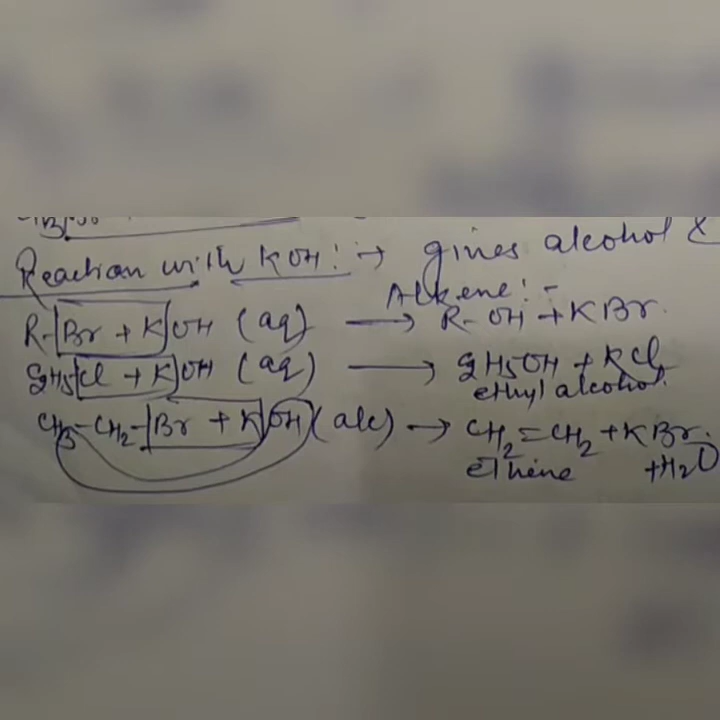 Reaction with KOH :→ gines alcohol &
Alkene :-
R-Br + KOH (aq) → R-OH + KBr.
C2H5Cl + KOH (aq) → C2H5OH + KCl
ethyl alcohol.
CH3-CH2-Br + KOH (alc) → CH2=CH2 + KBr.
ethene +H2O